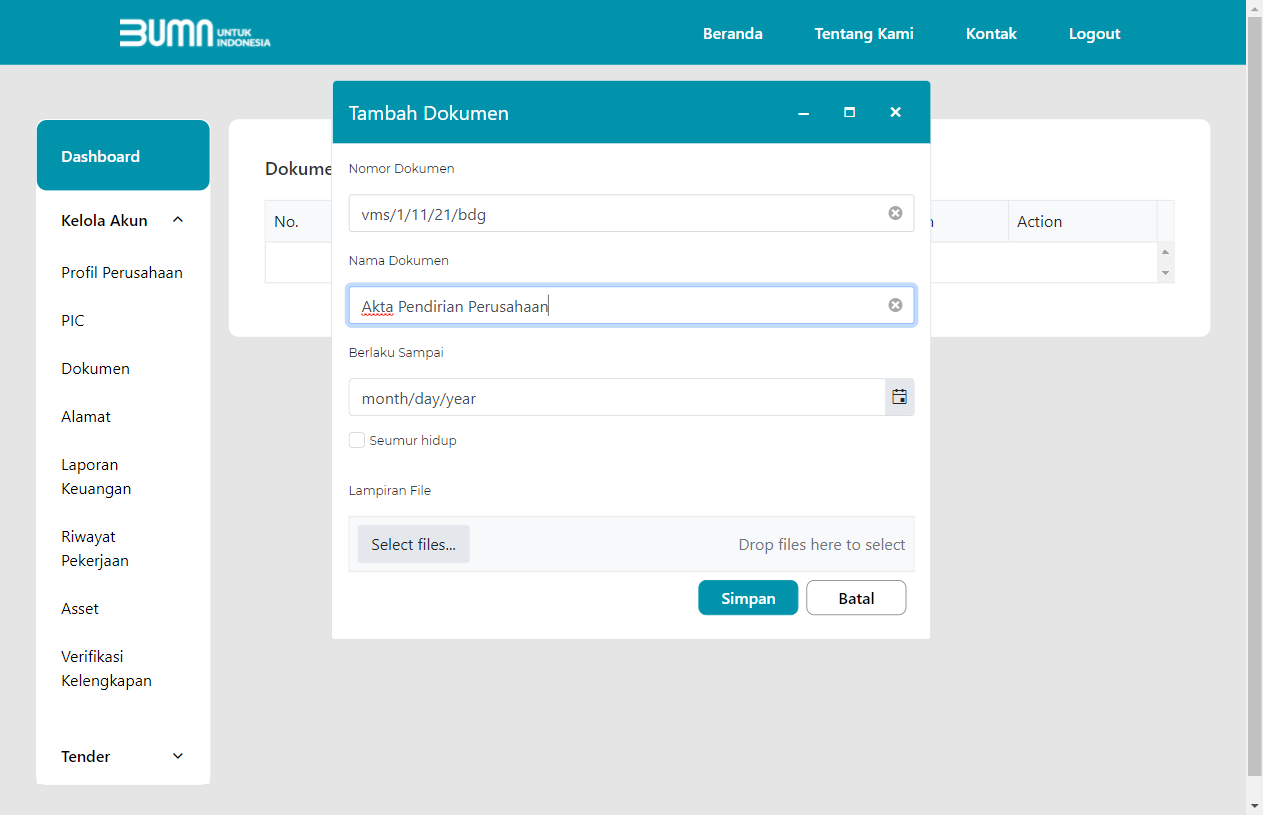 BUMN UNTUK INDONESIA
Beranda
Tentang Kami
Kontak
Logout
Dashboard
Kelola Akun
Profil Perusahaan
PIC
Dokumen
Alamat
Laporan
Keuangan
Riwayat
Pekerjaan
Asset
Verifikasi
Kelengkapan
Tender
Dokume
No.
Action
Tambah Dokumen
Nomor Dokumen
vms/1/11/21/bdg
Nama Dokumen
Akta Pendirian Perusahaan
Berlaku Sampai
month/day/year
Seumur hidup
Lampiran File
Select files...
Drop files here to select
Simpan
Batal